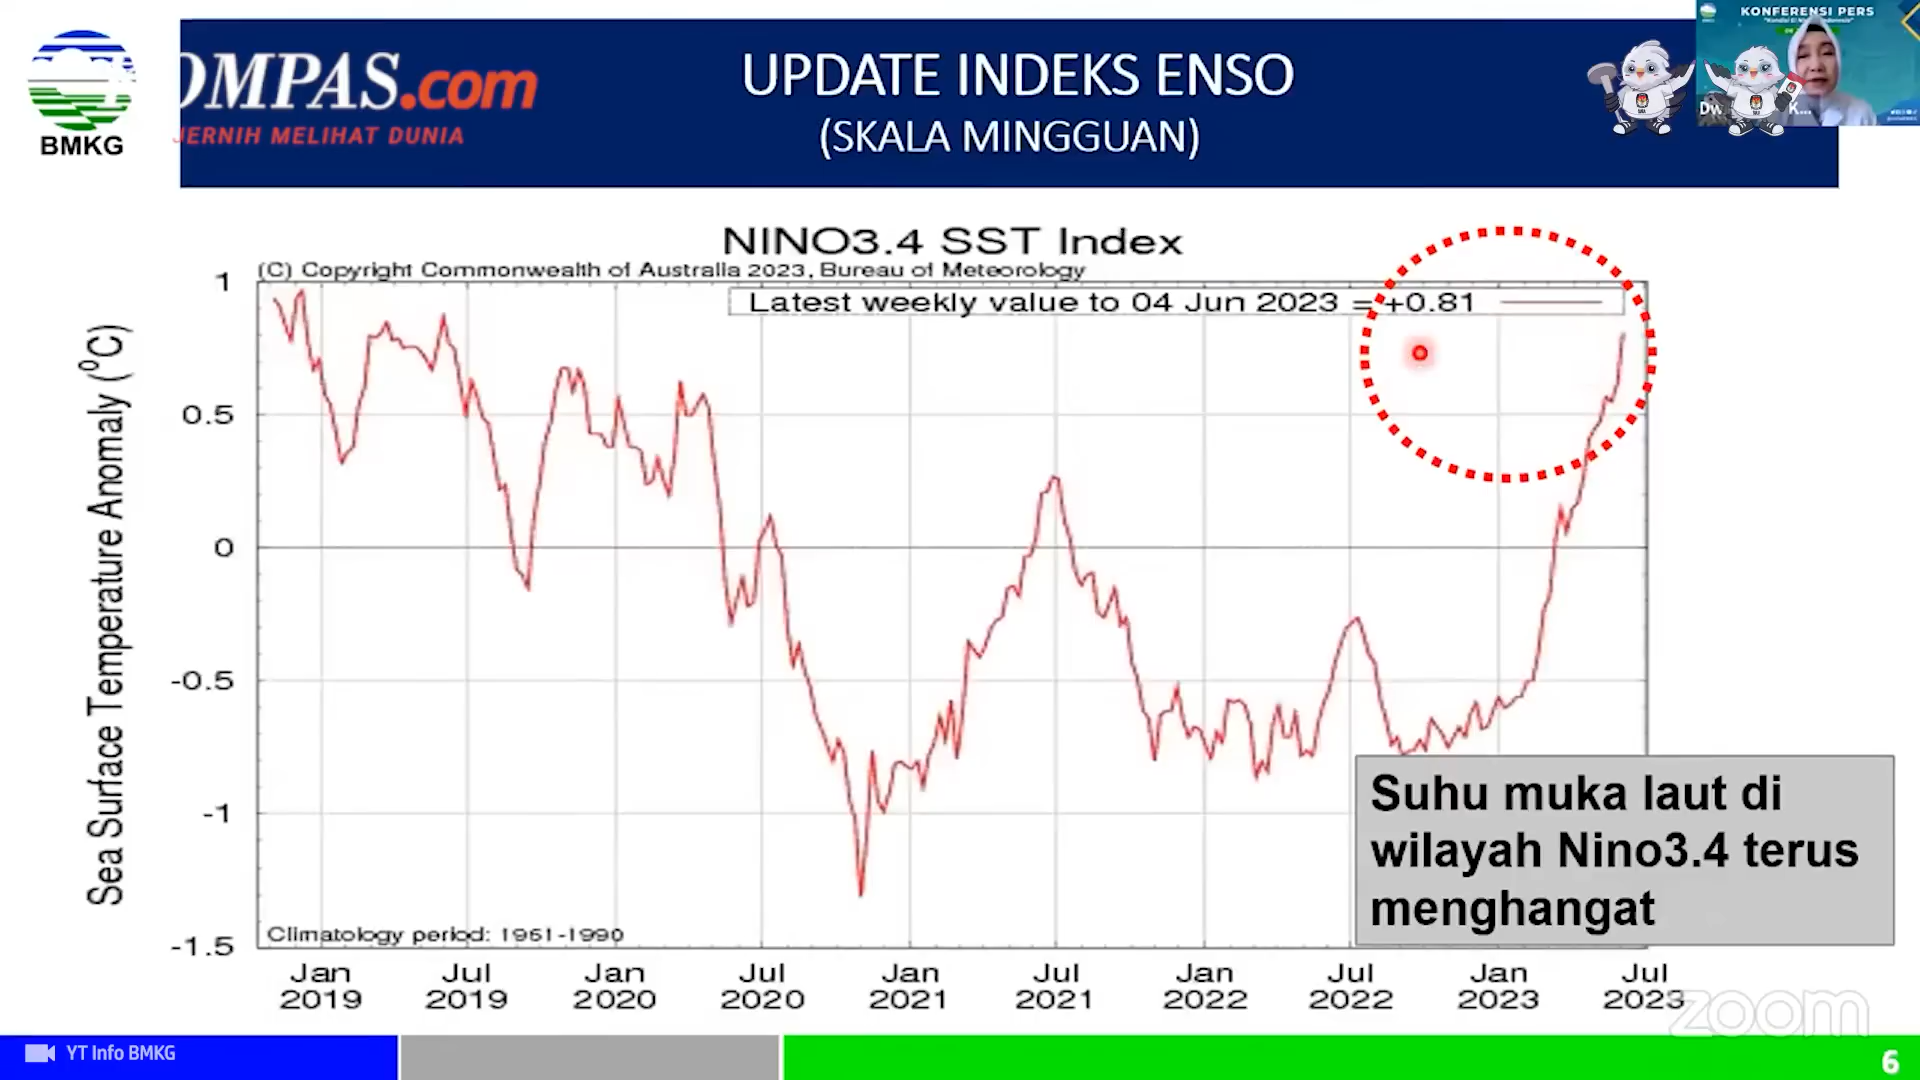 BMKG
OMPAS.com
JERNIH MELIHAT DUNIA
UPDATE INDEKS ENSO
(SKALA MINGGUAN)
KONFERENSI PERS
NINO3.4 SST Index
(C) Copyright Commonwealth of Australia 2023, Bureau of Meteorology
Latest weekly value to 04 Jun 2023 = +0.81
Sea Surface Temperature Anomaly (⁰C)
1
0.5
0
-0.5
-1
-1.5
Climatology period: 1961-1990
Jan 2019
Jul 2019
Jan 2020
Jul 2020
Jan 2021
Jul 2021
Jan 2022
Jul 2022
Jan 2023
Jul 2023
Suhu muka laut di
wilayah Nino3.4 terus
menghangat
zoom
YT Info BMKG
6